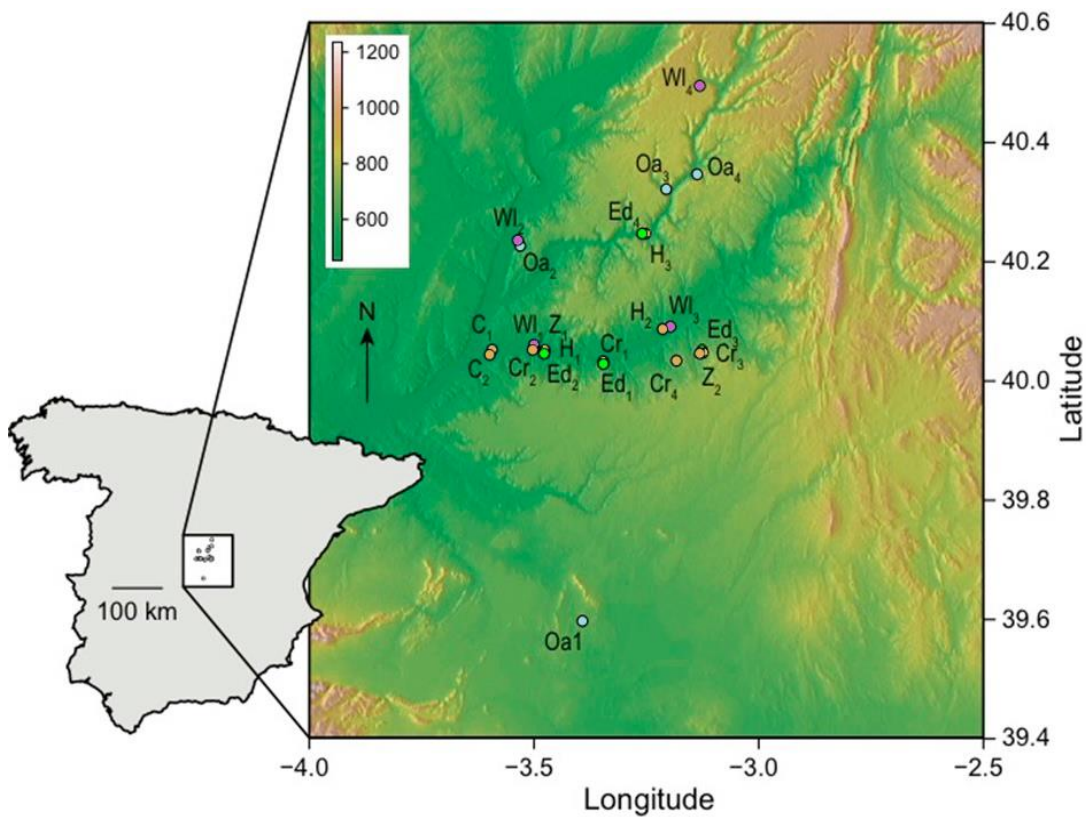 40.6
1200
1000
800
600
Wl₄
40.4
Oa₃
Oa₄
Ed₄
Wl₂
H₃
Oa₂
40.2
N
H₂
Wl₃
C₁
Wl₁
Z₁
Cr₁
Ed₃
H₁
Cr₃
C₂
Cr₂
Ed₂
Ed₁
Cr₄
Z₂
40.0
Latitude
39.8
100 km
39.6
Oa1
39.4
−4.0
−3.5
−3.0
−2.5
Longitude